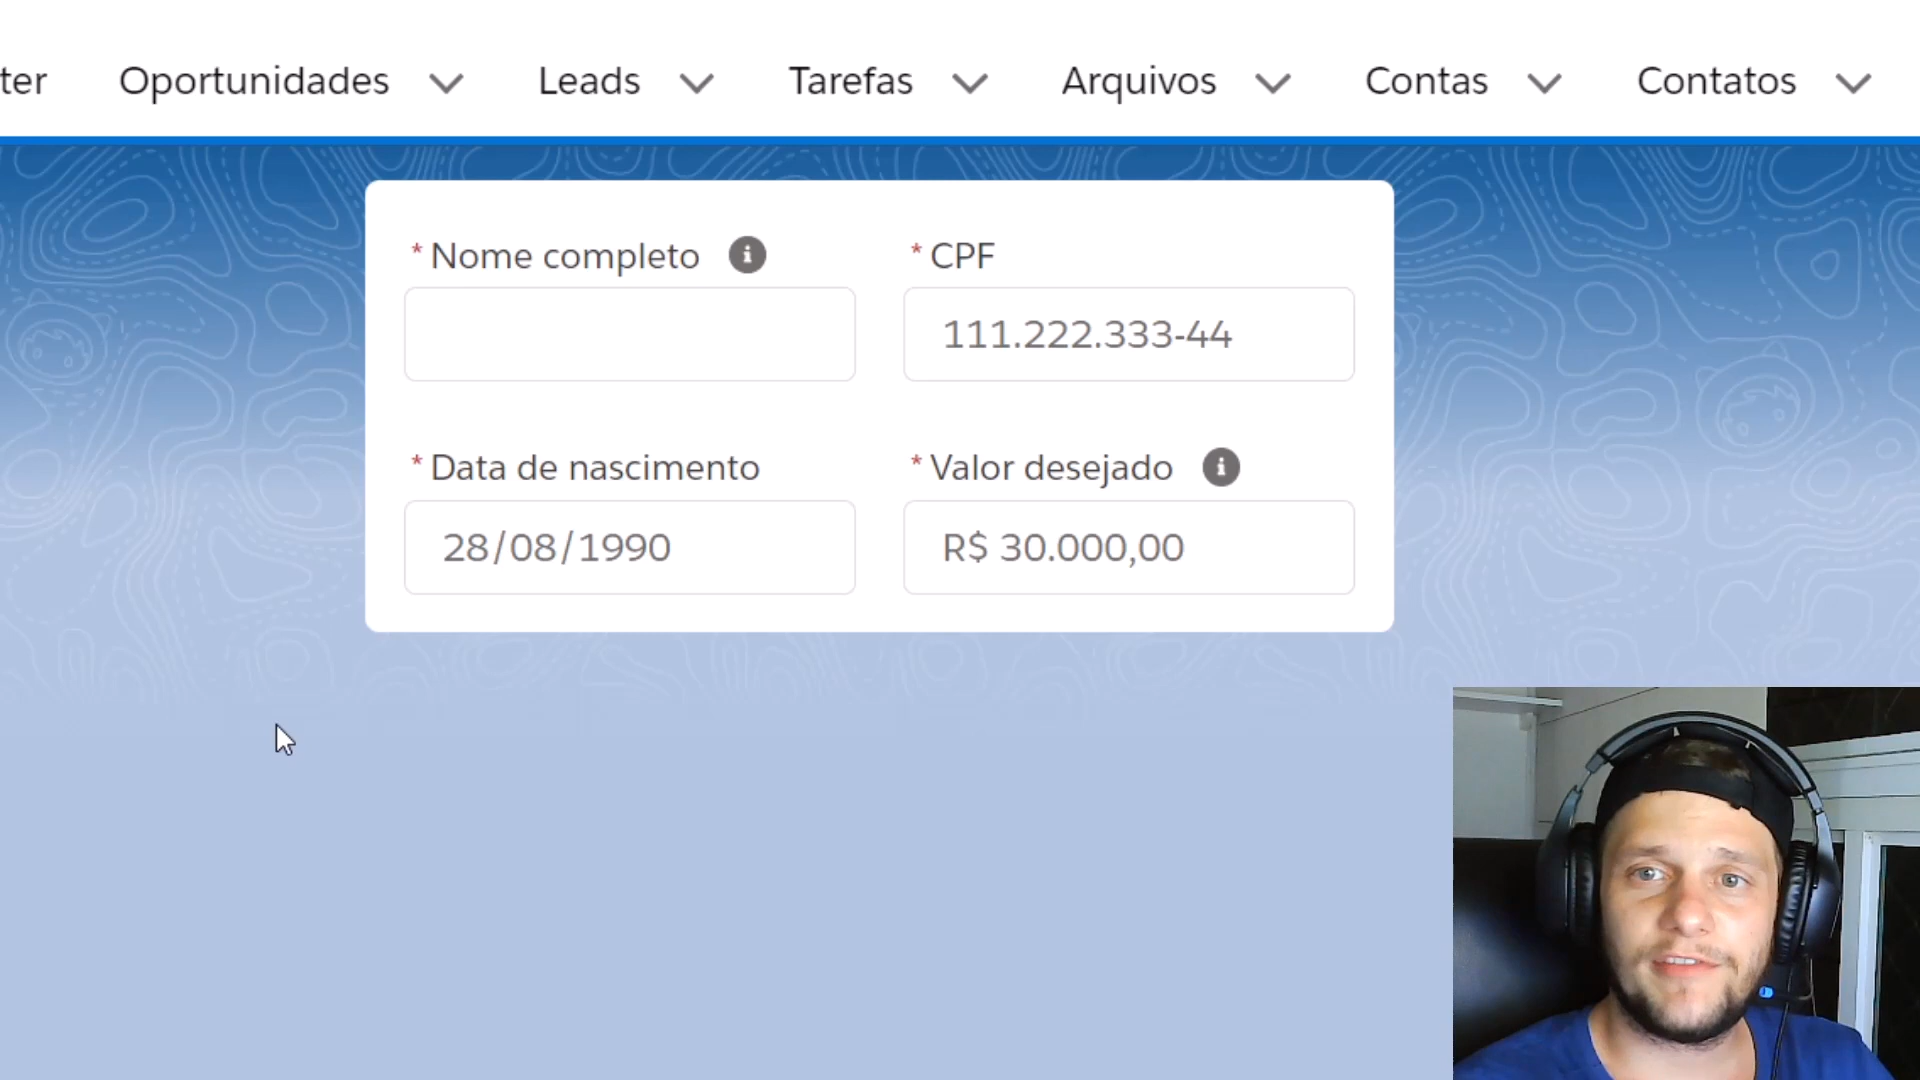 ter Oportunidades Leads Tarefas Arquivos Contas Contatos
* Nome completo * CPF
111.222.333-44
* Data de nascimento * Valor desejado
28/08/1990 R$ 30.000,00